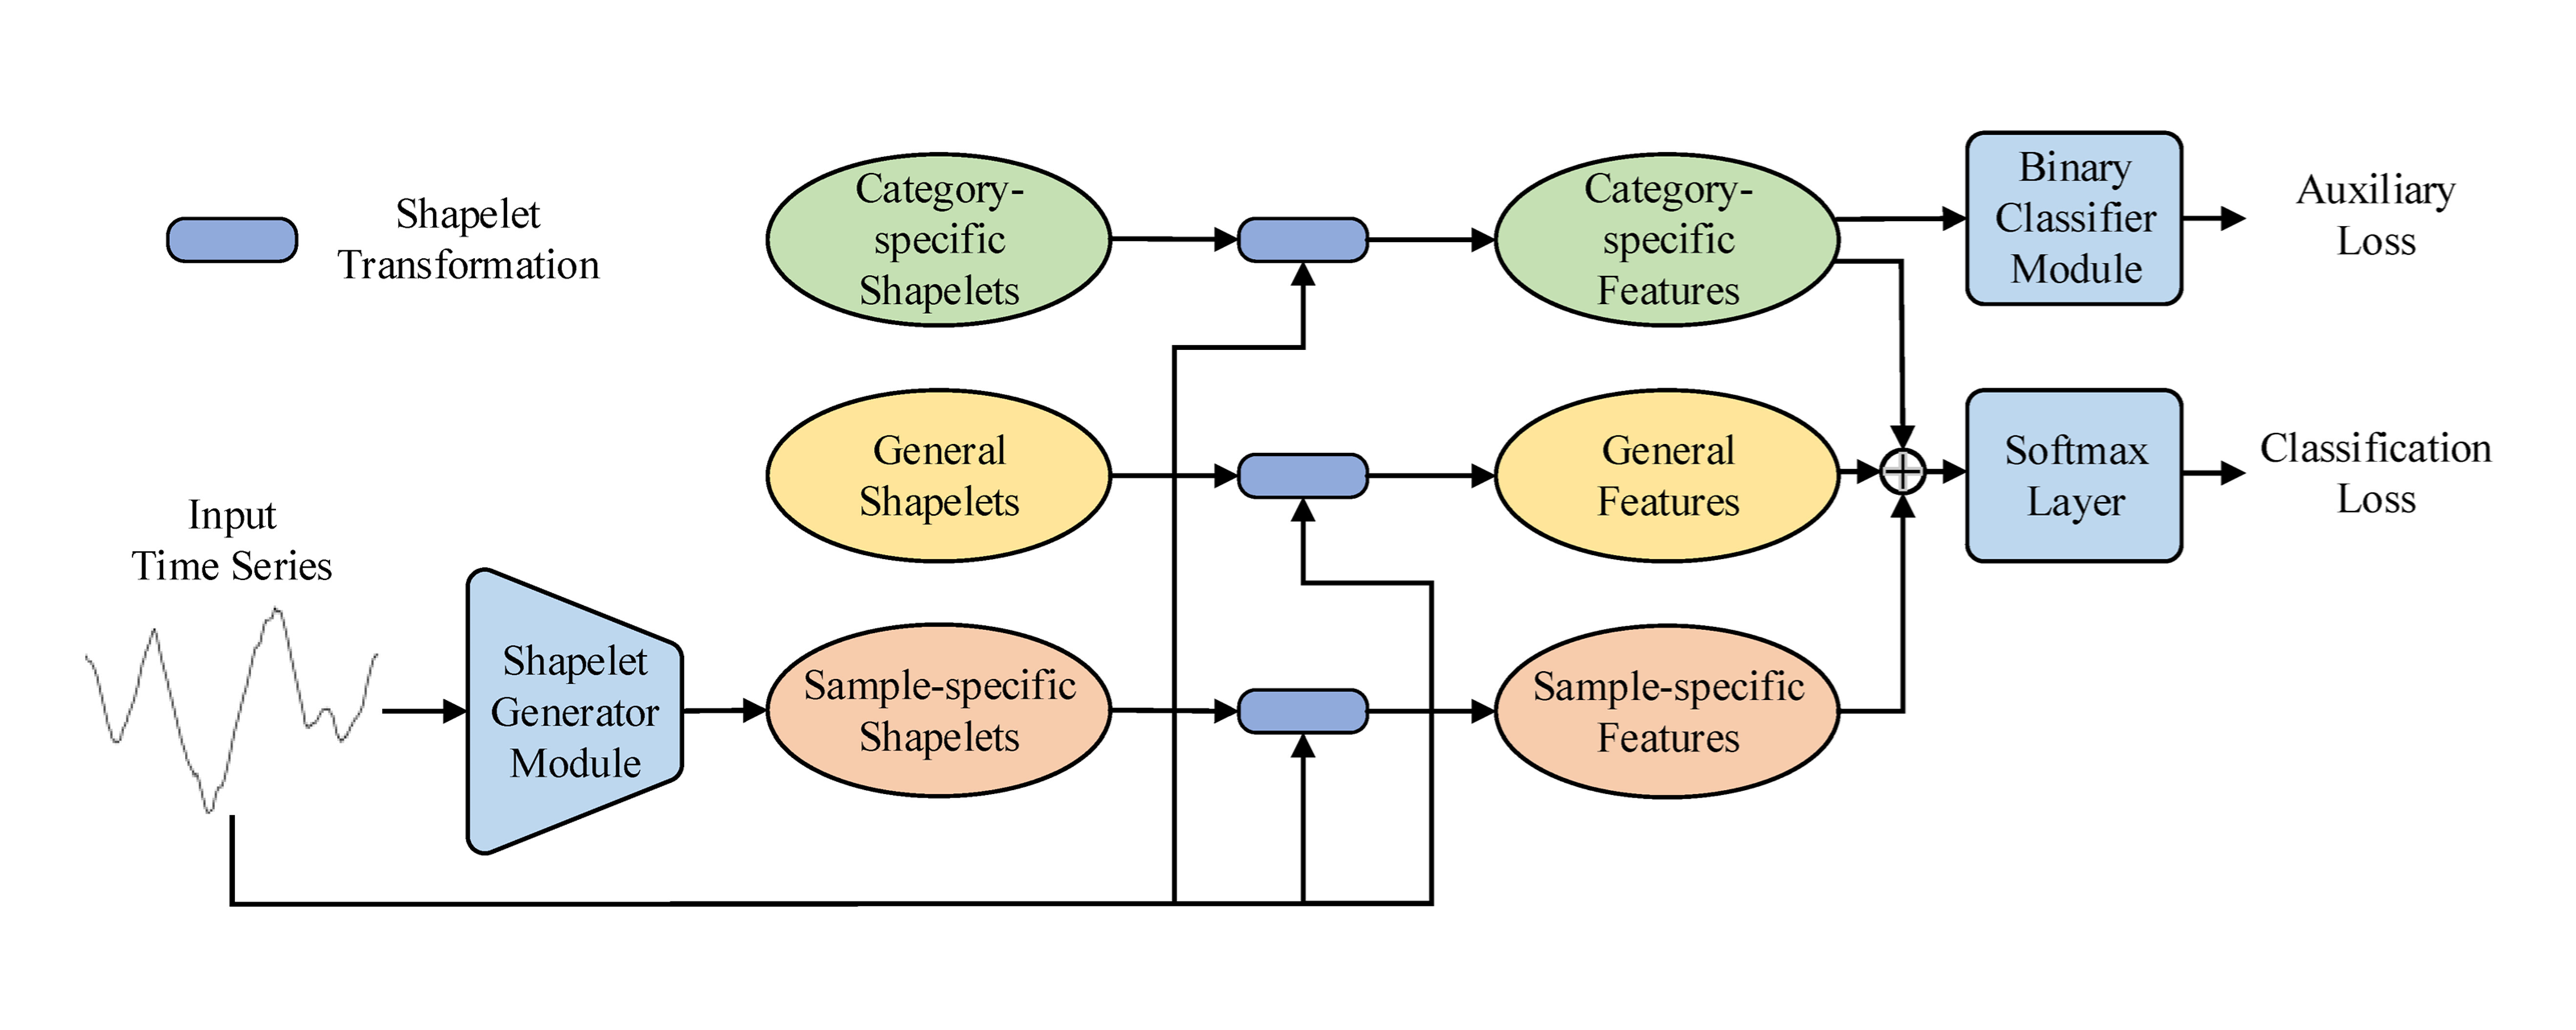 Shapelet
Transformation
Category-
specific
Shapelets
Category-
specific
Features
Binary
Classifier
Module
Auxiliary
Loss
General
Shapelets
General
Features
Softmax
Layer
Classification
Loss
Input
Time Series
Shapelet
Generator
Module
Sample-specific
Shapelets
Sample-specific
Features